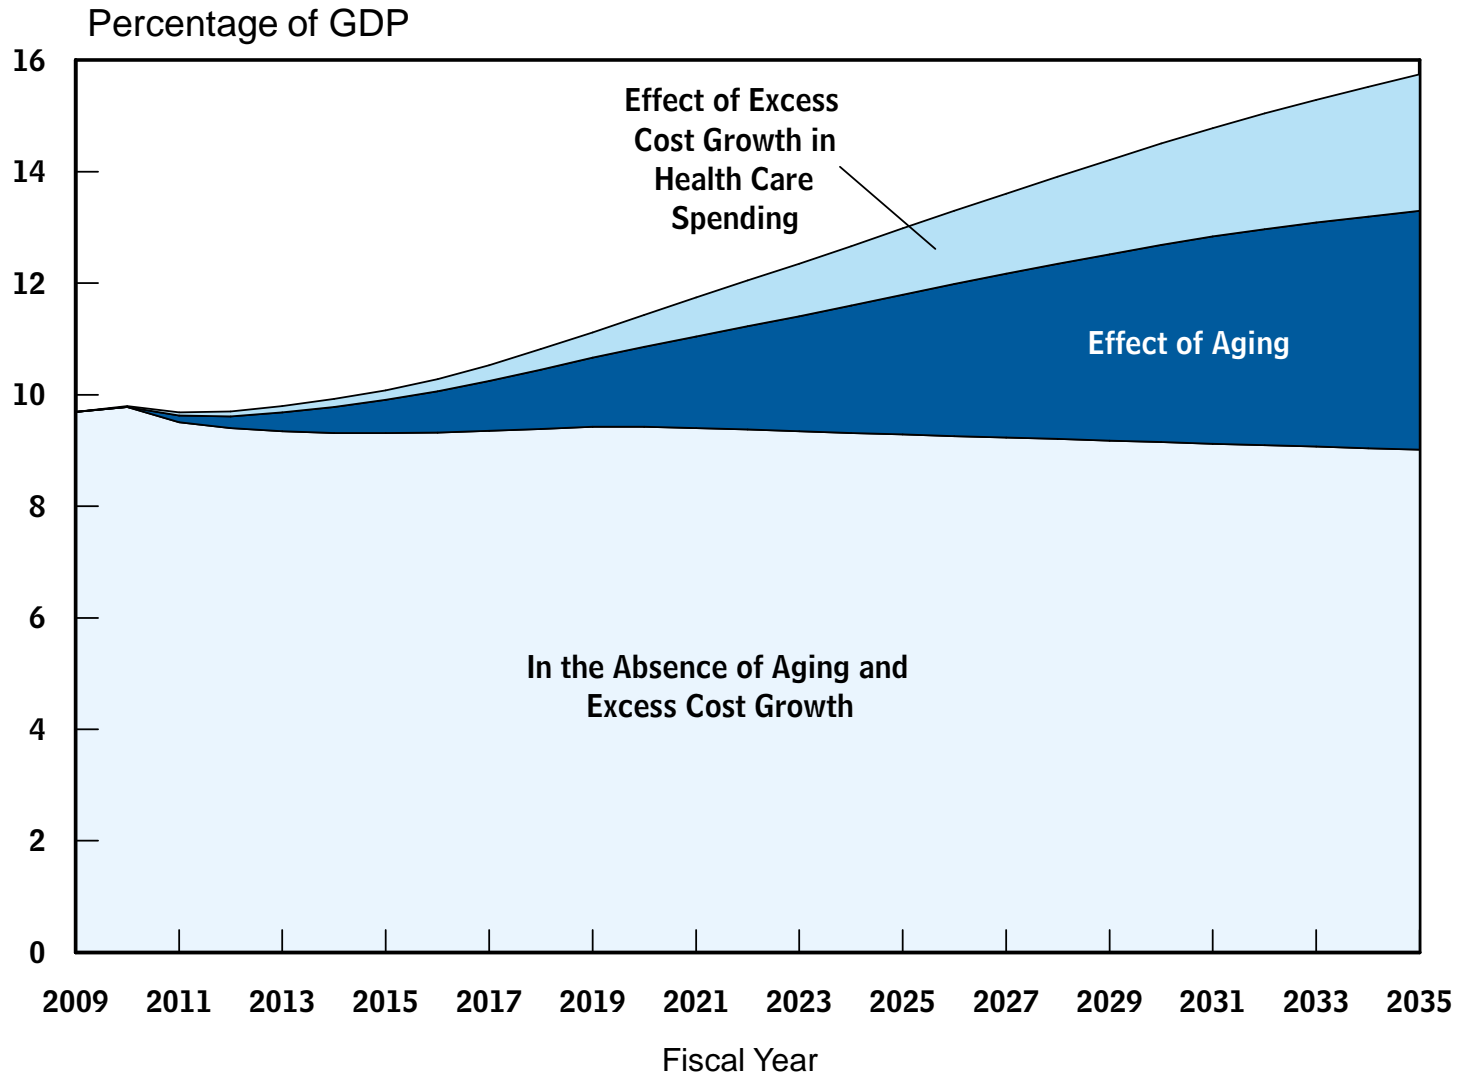 Percentage of GDP
16
14
12
10
8
6
4
2
0
Effect of Excess
Cost Growth in
Health Care
Spending
Effect of Aging
In the Absence of Aging and
Excess Cost Growth
2009 2011 2013 2015 2017 2019 2021 2023 2025 2027 2029 2031 2033 2035
Fiscal Year